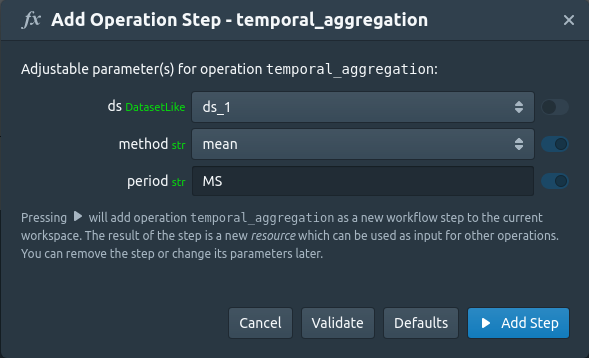 fx Add Operation Step - temporal_aggregation
Adjustable parameter(s) for operation temporal_aggregation:
ds DatasetLike ds_1
method str mean
period str MS
Pressing will add operation temporal_aggregation as a new workflow step to the current
workspace. The result of the step is a new resource which can be used as input for other operations.
You can remove the step or change its parameters later.
Cancel Validate Defaults Add Step